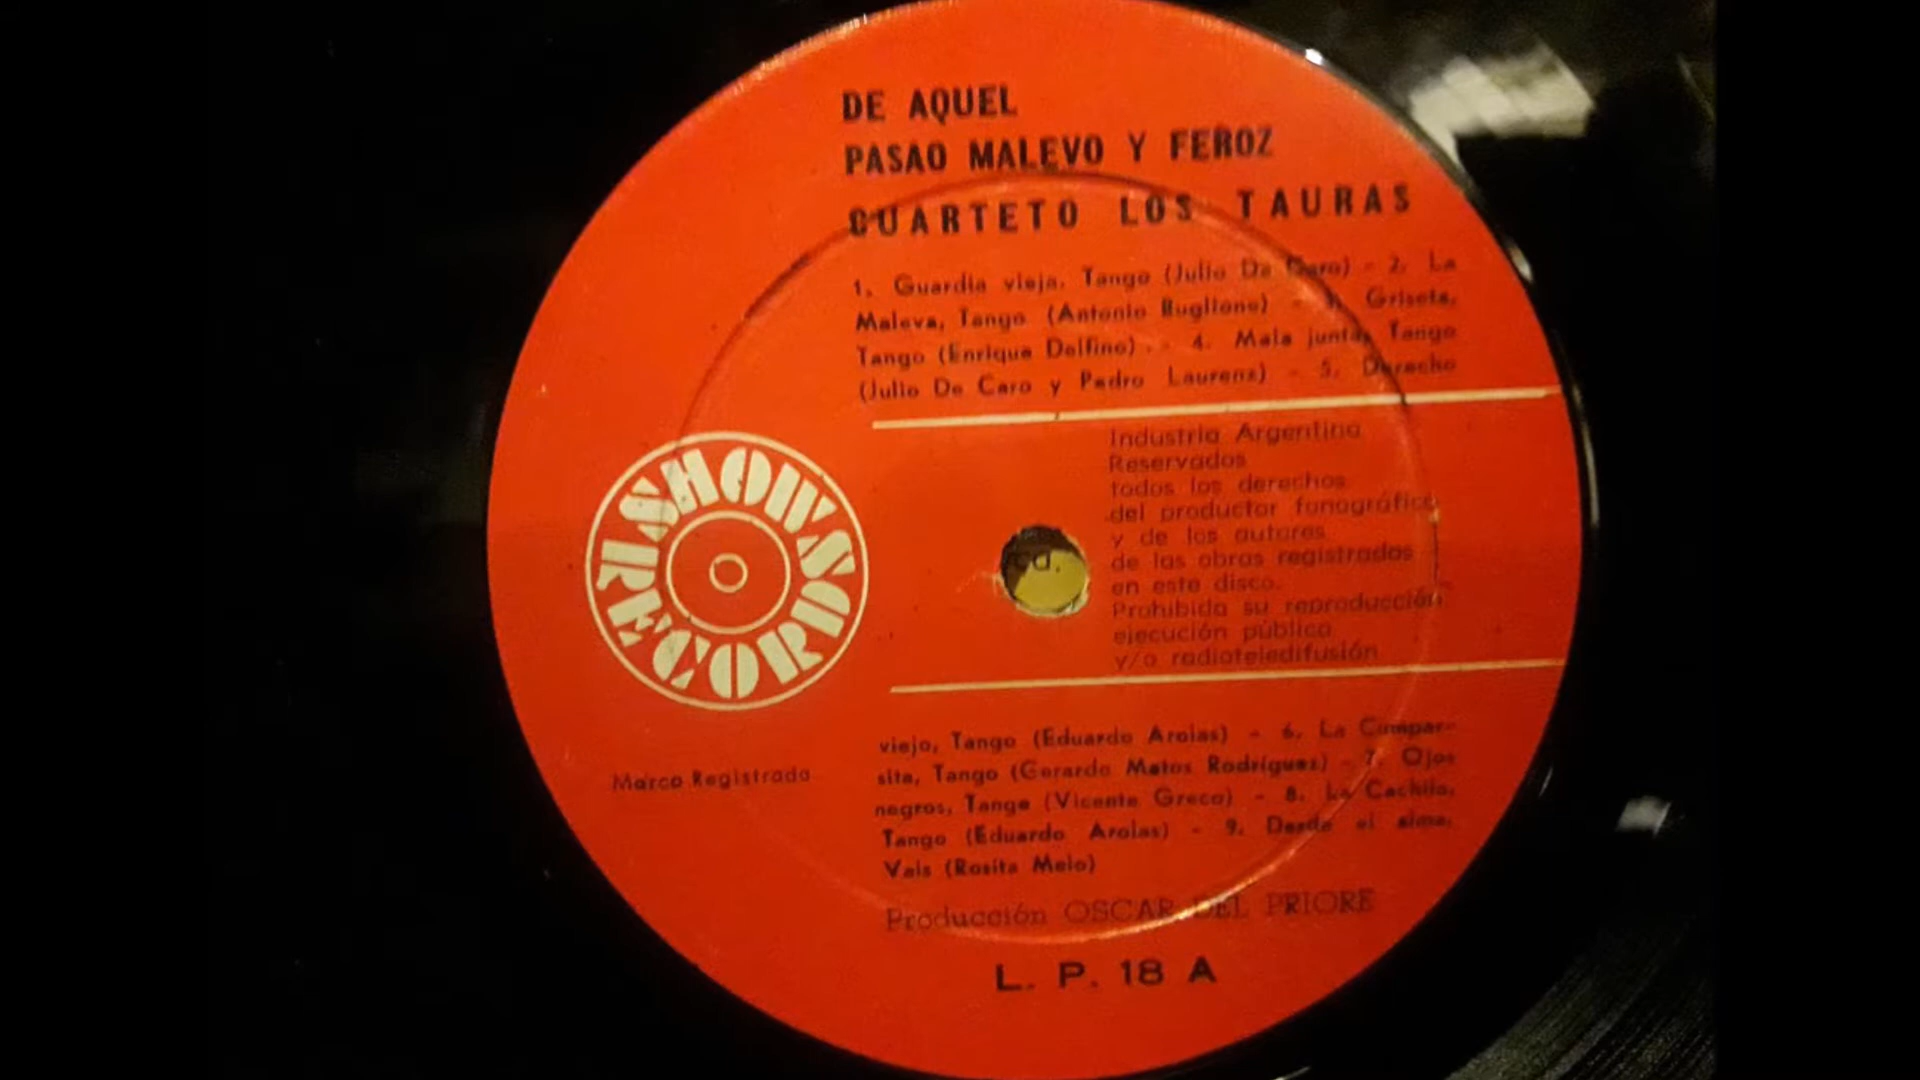 DE AQUEL
PASAO MALEVO Y FEROZ
CUARTETO LOS TAURAS
1. Guardia vieja, Tango (Julio De Caro) - 2. La
Maleva, Tango (Antonio Buglione) - 3. Griseta,
Tango (Enrique Delfino) - 4. Mala junta, Tango
(Julio De Caro y Pedro Laurenz) - 5. Derecho
Industria Argentina
Reservados
todos los derechos
del productor fonográfico
y de los autores
de las obras registradas
en este disco.
Prohibida su reproducción
ejecución pública
y/o radioteledifusión
SHOWS RECORDS
Marca Registrada
viejo, Tango (Eduardo Arolas) - 6. La Cumpar-
sita, Tango (Gerardo Matos Rodríguez) - 7. Ojos
negros, Tango (Vicente Greco) - 8. La Cachila,
Tango (Eduardo Arolas) - 9. Desde el alma,
Vals (Rosita Melo)
Producción OSCAR DEL PRIORE
L. P. 18 A